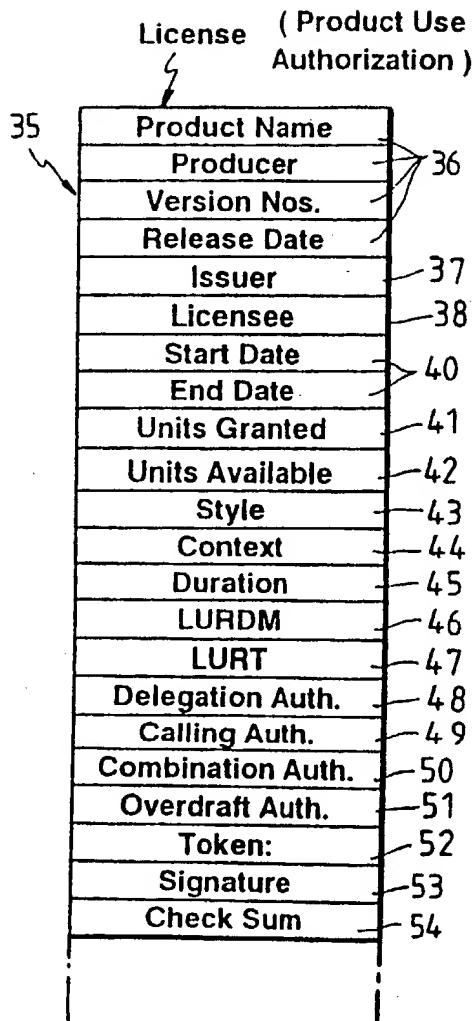 License ( Product Use
Authorization )
35
Product Name
Producer 36
Version Nos.
Release Date
Issuer 37
Licensee 38
Start Date
40
End Date
Units Granted 41
Units Available 42
Style 43
Context 44
Duration 45
LURDM 46
LURT 47
Delegation Auth. 48
Calling Auth. 49
Combination Auth. 50
Overdraft Auth. 51
Token: 52
Signature 53
Check Sum 54